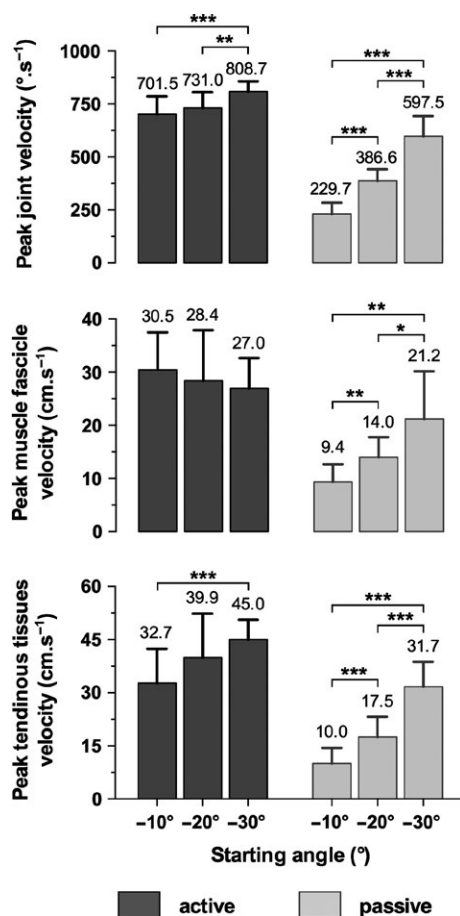 Peak joint velocity (°.s⁻¹)
1000
750
500
250
0
***
**
701.5 731.0 808.7
***
***
***
229.7 386.6 597.5
Peak muscle fascicle
velocity (cm.s⁻¹)
40
30
20
10
0
30.5 28.4 27.0
**
*
**
9.4 14.0 21.2
Peak tendinous tissues
velocity (cm.s⁻¹)
60
45
30
15
0
***
32.7 39.9 45.0
***
***
***
10.0 17.5 31.7
−10° −20° −30° −10° −20° −30°
Starting angle (°)
active passive